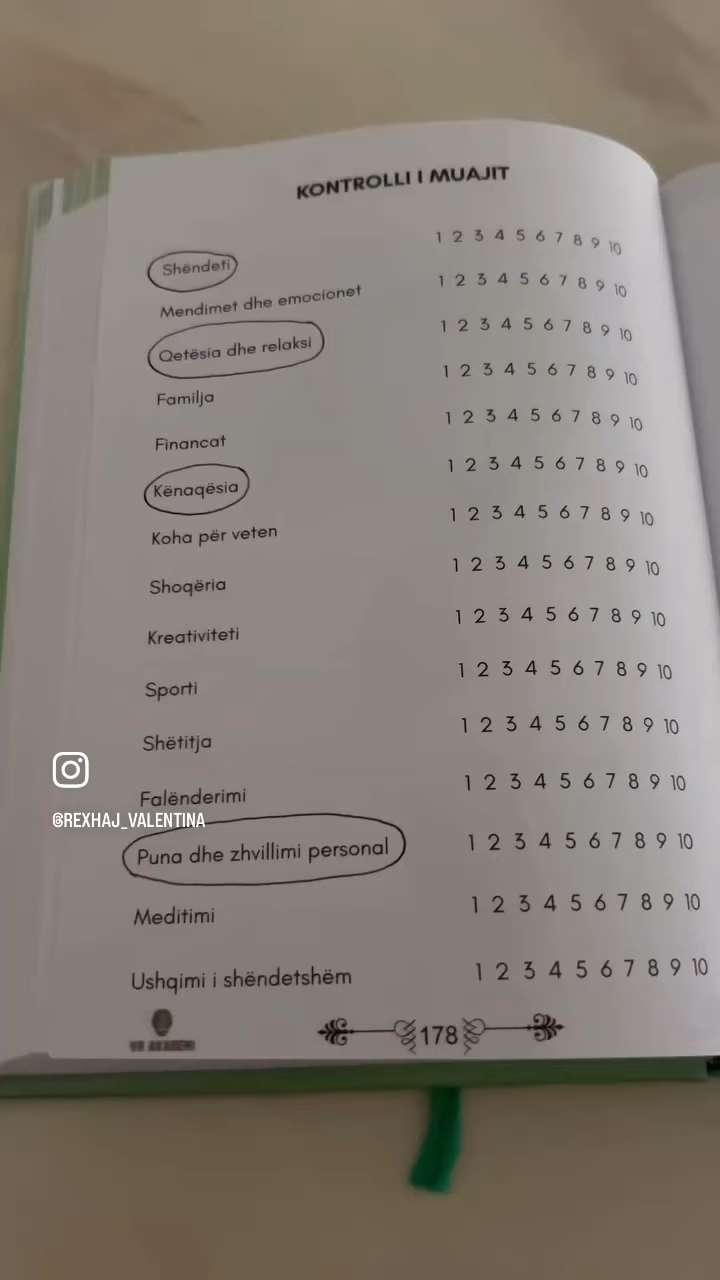 KONTROLLI I MUAJIT
Shëndeti 1 2 3 4 5 6 7 8 9 10
Mendimet dhe emocionet 1 2 3 4 5 6 7 8 9 10
Qetësia dhe relaksi 1 2 3 4 5 6 7 8 9 10
Familja 1 2 3 4 5 6 7 8 9 10
Financat 1 2 3 4 5 6 7 8 9 10
Kënaqësia 1 2 3 4 5 6 7 8 9 10
Koha për veten 1 2 3 4 5 6 7 8 9 10
Shoqëria 1 2 3 4 5 6 7 8 9 10
Kreativiteti 1 2 3 4 5 6 7 8 9 10
Sporti 1 2 3 4 5 6 7 8 9 10
Shëtitja 1 2 3 4 5 6 7 8 9 10
Falënderimi 1 2 3 4 5 6 7 8 9 10
@REXHAJ_VALENTINA
Puna dhe zhvillimi personal 1 2 3 4 5 6 7 8 9 10
Meditimi 1 2 3 4 5 6 7 8 9 10
Ushqimi i shëndetshëm 1 2 3 4 5 6 7 8 9 10
VB AKADEMI
178